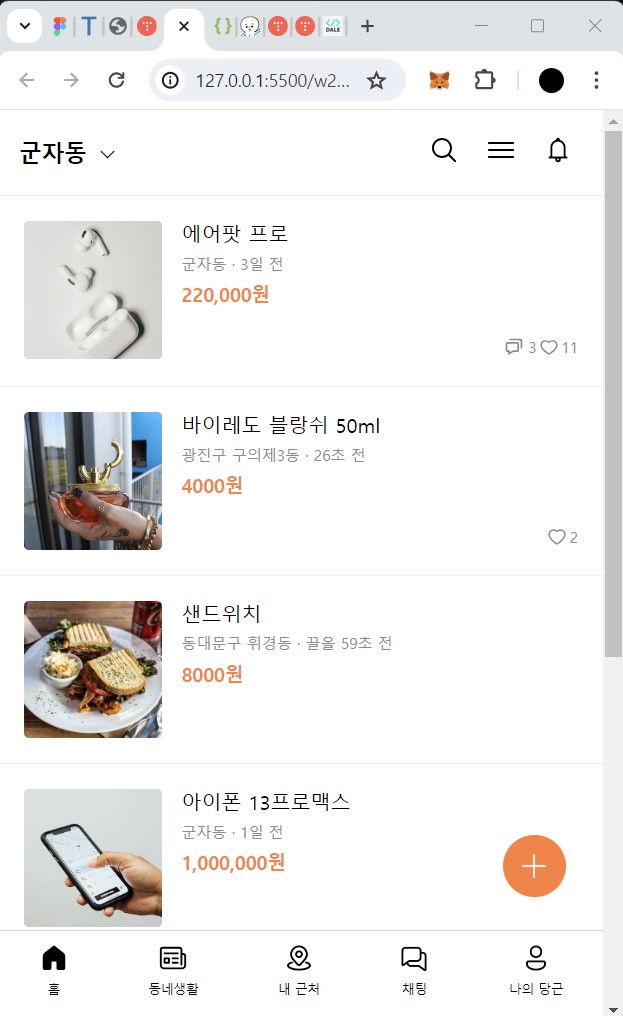 DALE
127.0.0.1:5500/w2...
군자동
에어팟 프로
군자동 · 3일 전
220,000원
3 11
바이레도 블랑쉬 50ml
광진구 구의제3동 · 26초 전
4000원
2
샌드위치
동대문구 휘경동 · 끌올 59초 전
8000원
아이폰 13프로맥스
군자동 · 1일 전
1,000,000원
홈 동네생활 내 근처 채팅 나의 당근